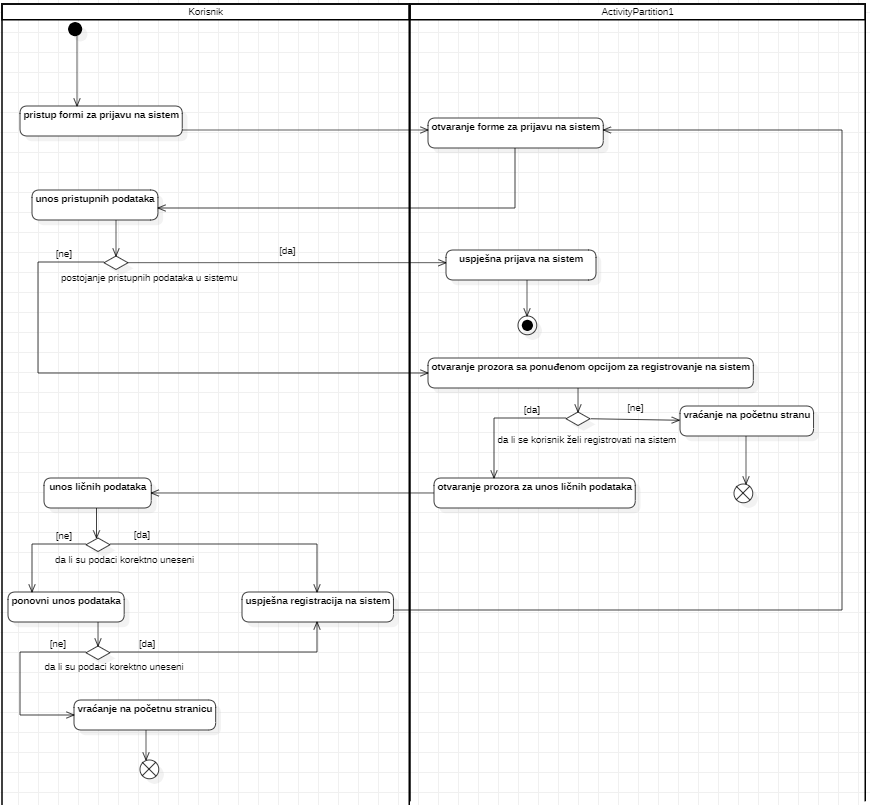 Korisnik
ActivityPartition1
pristup formi za prijavu na sistem
otvaranje forme za prijavu na sistem
unos pristupnih podataka
[ne]
[da]
uspješna prijava na sistem
postojanje pristupnih podataka u sistemu
otvaranje prozora sa ponuđenom opcijom za registrovanje na sistem
[da]
[ne]
vraćanje na početnu stranu
da li se korisnik želi registrovati na sistem
unos ličnih podataka
otvaranje prozora za unos ličnih podataka
[ne]
[da]
da li su podaci korektno uneseni
ponovni unos podataka
uspješna registracija na sistem
[ne]
[da]
da li su podaci korektno uneseni
vraćanje na početnu stranicu